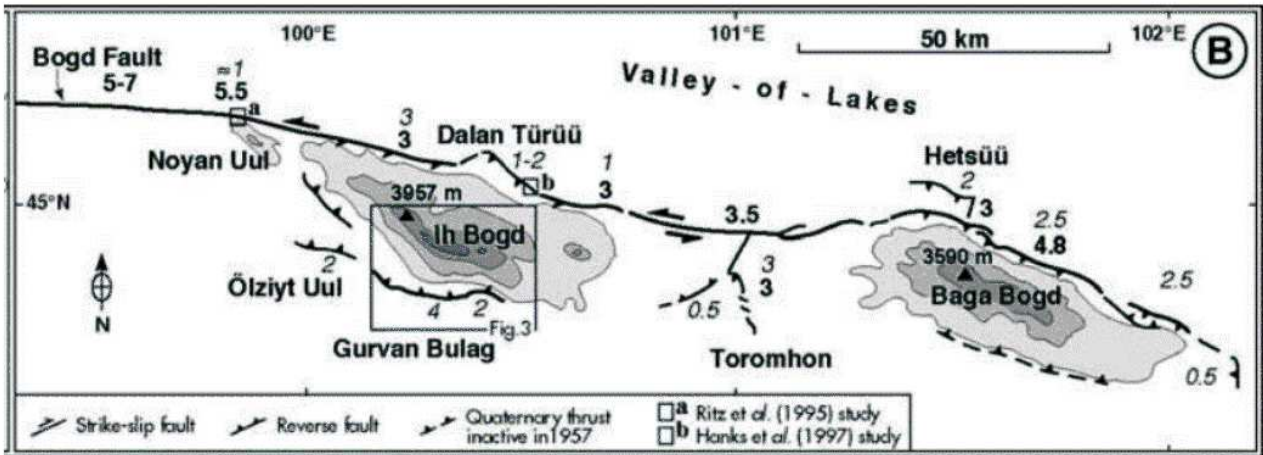 100°E
101°E
102°E
50 km
B
Bogd Fault
5-7
≈1
5.5
a
Valley - of - Lakes
Noyan Uul
3
3
Dalan Türüü
1-2
b
1
3
Hetsüü
2
3
45°N
3957 m
3.5
2.5
4.8
Ih Bogd
3590 m
Baga Bogd
2
Ölziyt Uul
3
3
2.5
N
4
2
0.5
Fig.3
Gurvan Bulag
Toromhon
0.5
Strike-slip fault
Reverse fault
Quaternary thrust
inactive in 1957
a Ritz et al. (1995) study
b Hanks et al. (1997) study